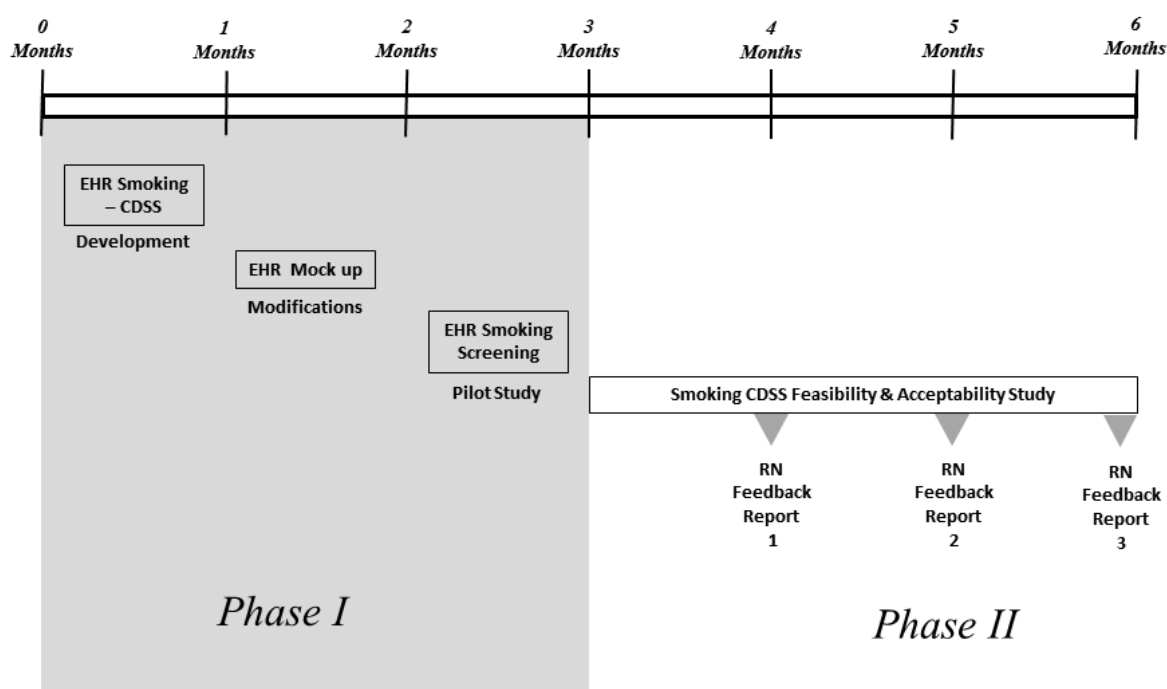 0
Months
1
Months
2
Months
3
Months
4
Months
5
Months
6
Months
EHR Smoking
– CDSS
Development
EHR Mock up
Modifications
EHR Smoking
Screening
Pilot Study
Smoking CDSS Feasibility & Acceptability Study
RN
Feedback
Report
1
RN
Feedback
Report
2
RN
Feedback
Report
3
Phase I
Phase II